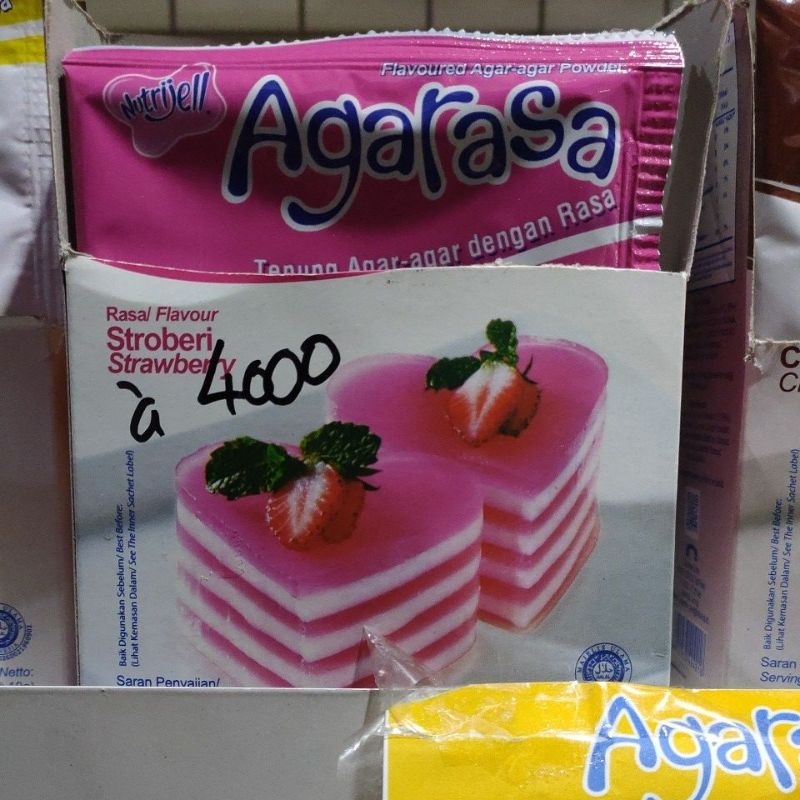 Flavoured Agar-agar Powder
Nutrijell
Agarasa
Tepung Agar-agar dengan Rasa
Rasa/ Flavour
Stroberi
Strawberry
à 4000
Baik Digunakan Sebelum/ Best Before:
(Lihat Kemasan Dalam/ See The Inner Sachet Label)
Saran Penyajian/
Netto:
Baik Digunakan Sebelum/ Best Before:
(Lihat Kemasan Dalam/ See The Inner Sachet Label)
Saran
Serving
Agar